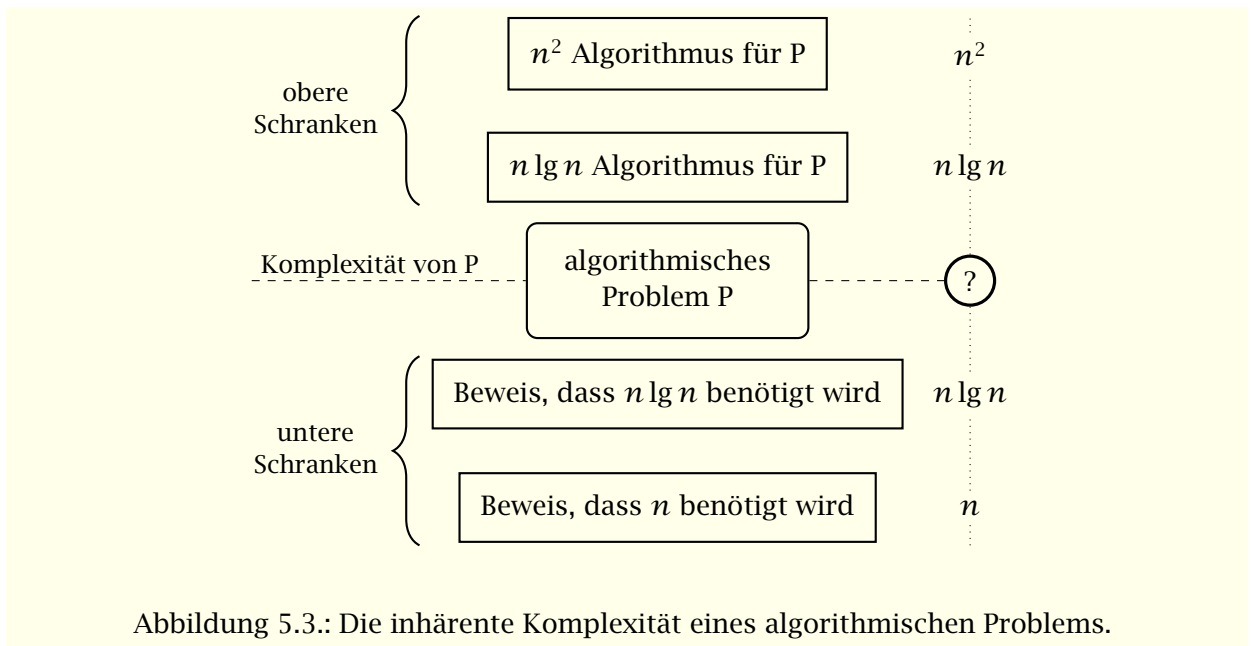 n² Algorithmus für P
n²
obere
Schranken
n lg n Algorithmus für P
n lg n
Komplexität von P
algorithmisches
Problem P
?
Beweis, dass n lg n benötigt wird
n lg n
untere
Schranken
Beweis, dass n benötigt wird
n
Abbildung 5.3.: Die inhärente Komplexität eines algorithmischen Problems.